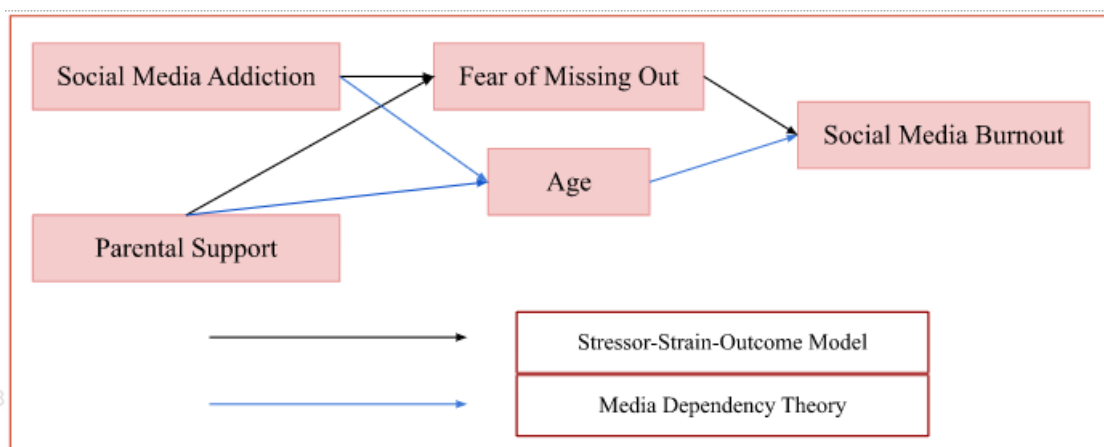 Social Media Addiction
Fear of Missing Out
Social Media Burnout
Age
Parental Support
Stressor-Strain-Outcome Model
Media Dependency Theory